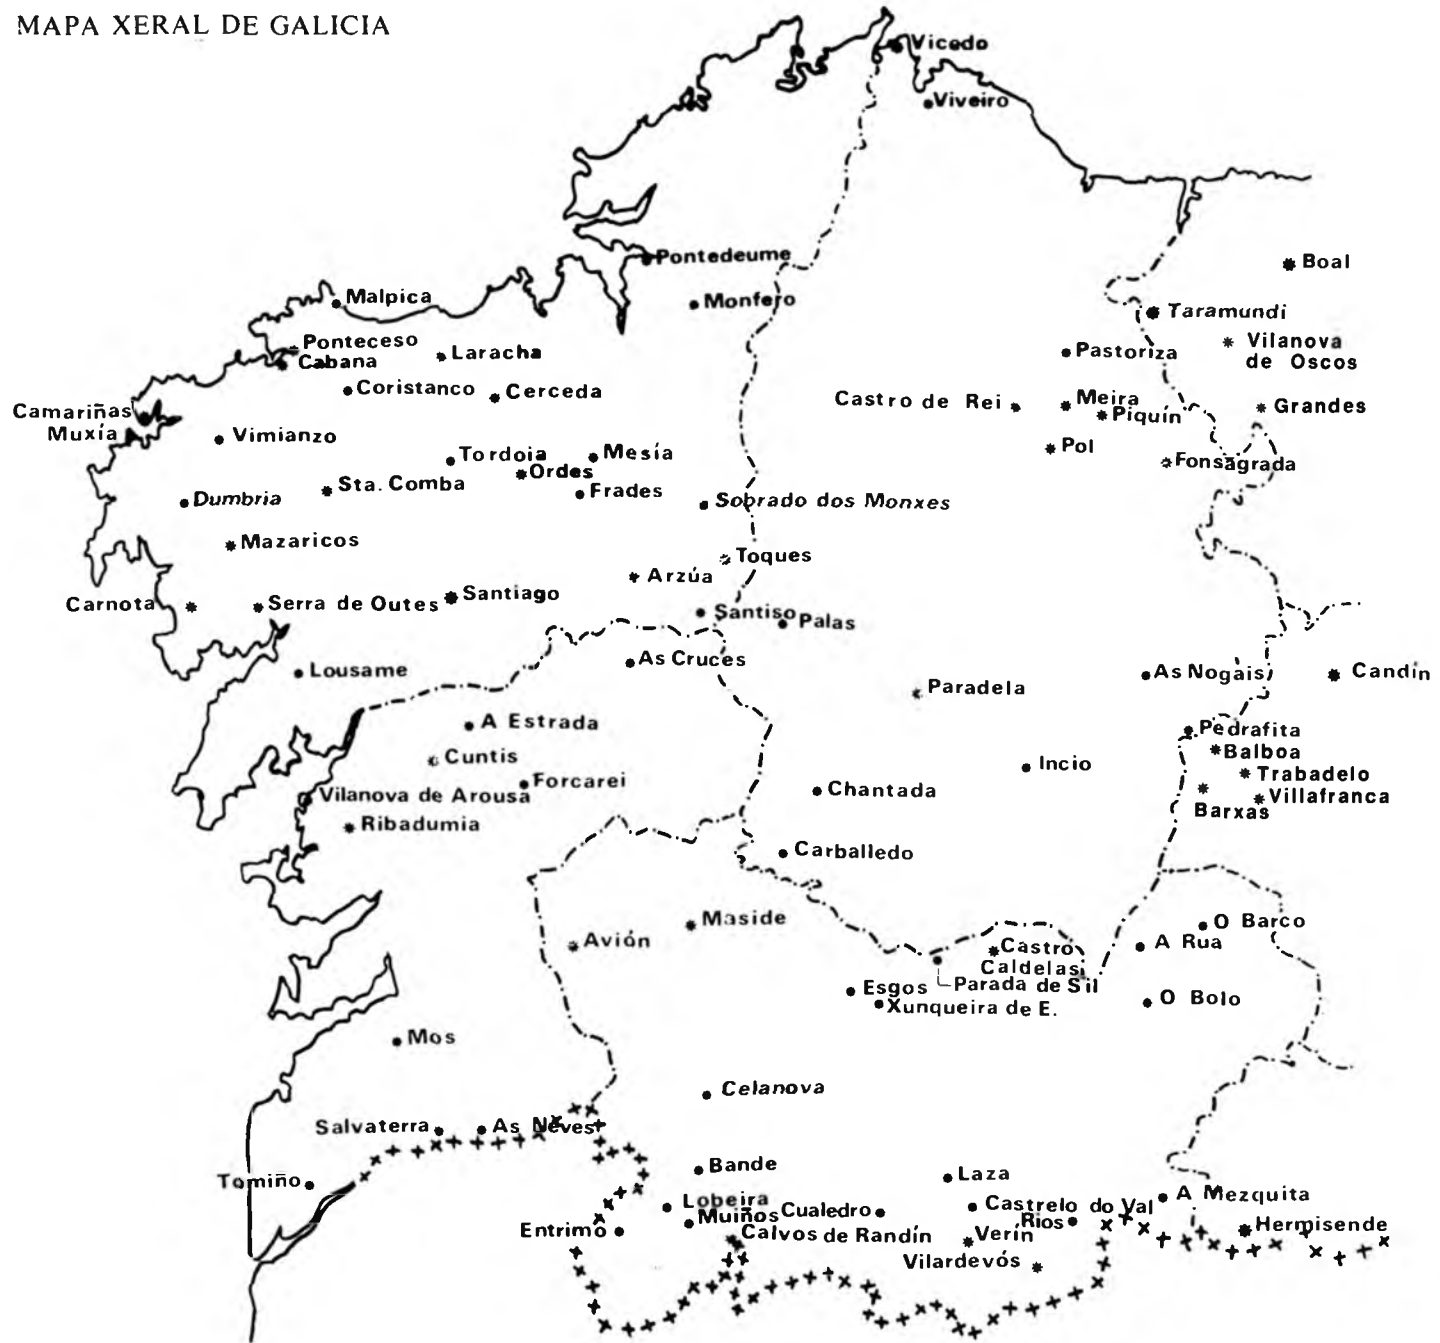 MAPA XERAL DE GALICIA
Vicedo
Viveiro
Pontedeume
Boal
Malpica
Monfero
Taramundi
Ponteceso
Cabana
Laracha
Pastoriza
Vilanova
de Oscos
Coristanco
Cerceda
Castro de Rei
Meira
Piquín
Grandes
Camariñas
Muxía
Vimianzo
Tordoia
Ordes
Mesía
Pol
Fonsagrada
Dumbria
Sta. Comba
Frades
Sobrado dos Monxes
Mazaricos
Toques
Arzúa
Carnota
Serra de Outes
Santiago
Santiso
Palas
Lousame
As Cruces
As Nogais
Candín
Paradela
A Estrada
Pedrafita
Cuntis
Balboa
Forcarei
Incio
Trabadelo
Vilanova de Arousa
Chantada
Villafranca
Barxas
Ribadumia
Carballedo
Maside
O Barco
Avión
Castro
Caldelas
A Rua
Parada de Sil
Esgos
Xunqueira de E.
O Bolo
Mos
Celanova
Salvaterra
As Neves
Bande
Laza
Tomiño
Lobeira
Castrelo do Val
A Mezquita
Muiños
Cualedro
Rios
Entrimo
Calvos de Randín
Verín
Hermisende
Vilardevós